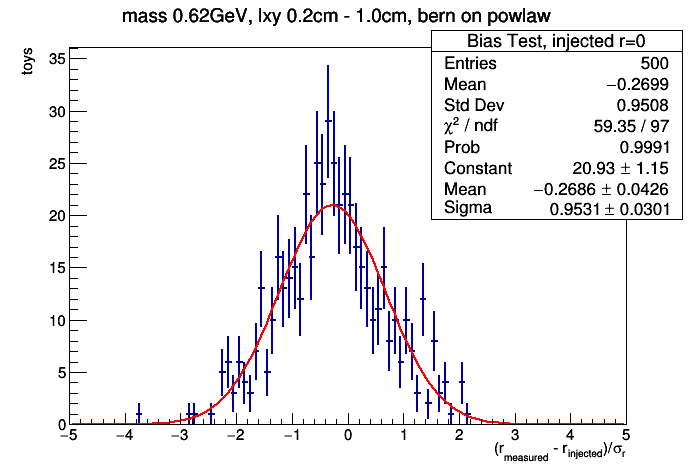 mass 0.62GeV, lxy 0.2cm - 1.0cm, bern on powlaw
Bias Test, injected r=0
Entries 500
Mean −0.2699
Std Dev 0.9508
χ² / ndf 59.35 / 97
Prob 0.9991
Constant 20.93 ± 1.15
Mean −0.2686 ± 0.0426
Sigma 0.9531 ± 0.0301
toys
35
30
25
20
15
10
5
0
−5 −4 −3 −2 −1 0 1 2 3 4 5
(r_measured - r_injected)/σ_r